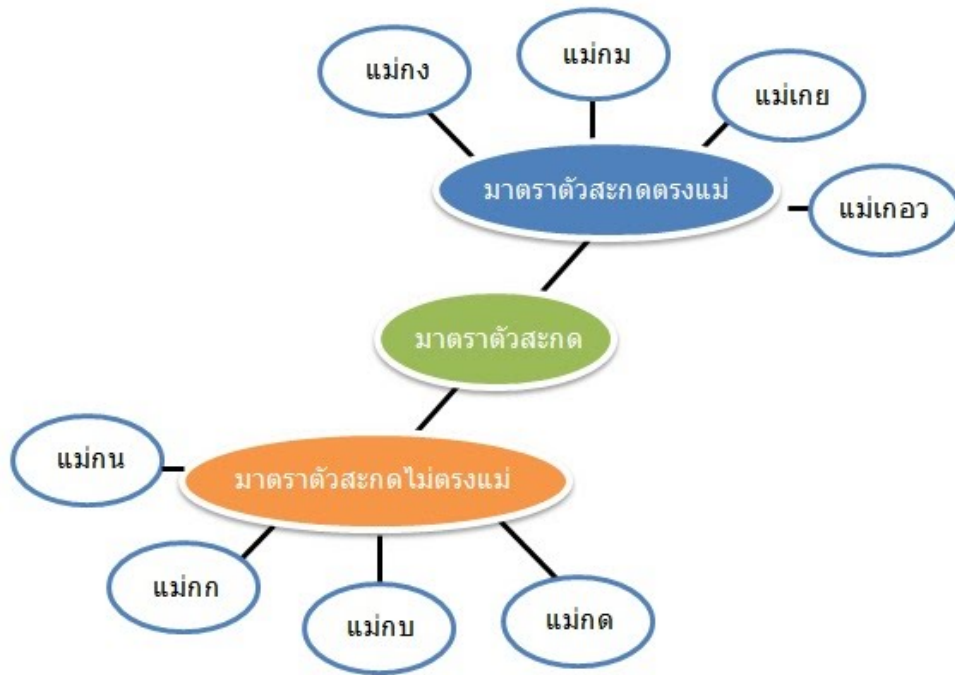 แม่กง
แม่กม
แม่เกย
แม่เกอว
มาตราตัวสะกดตรงแม่
มาตราตัวสะกด
มาตราตัวสะกดไม่ตรงแม่
แม่กน
แม่กก
แม่กบ
แม่กด